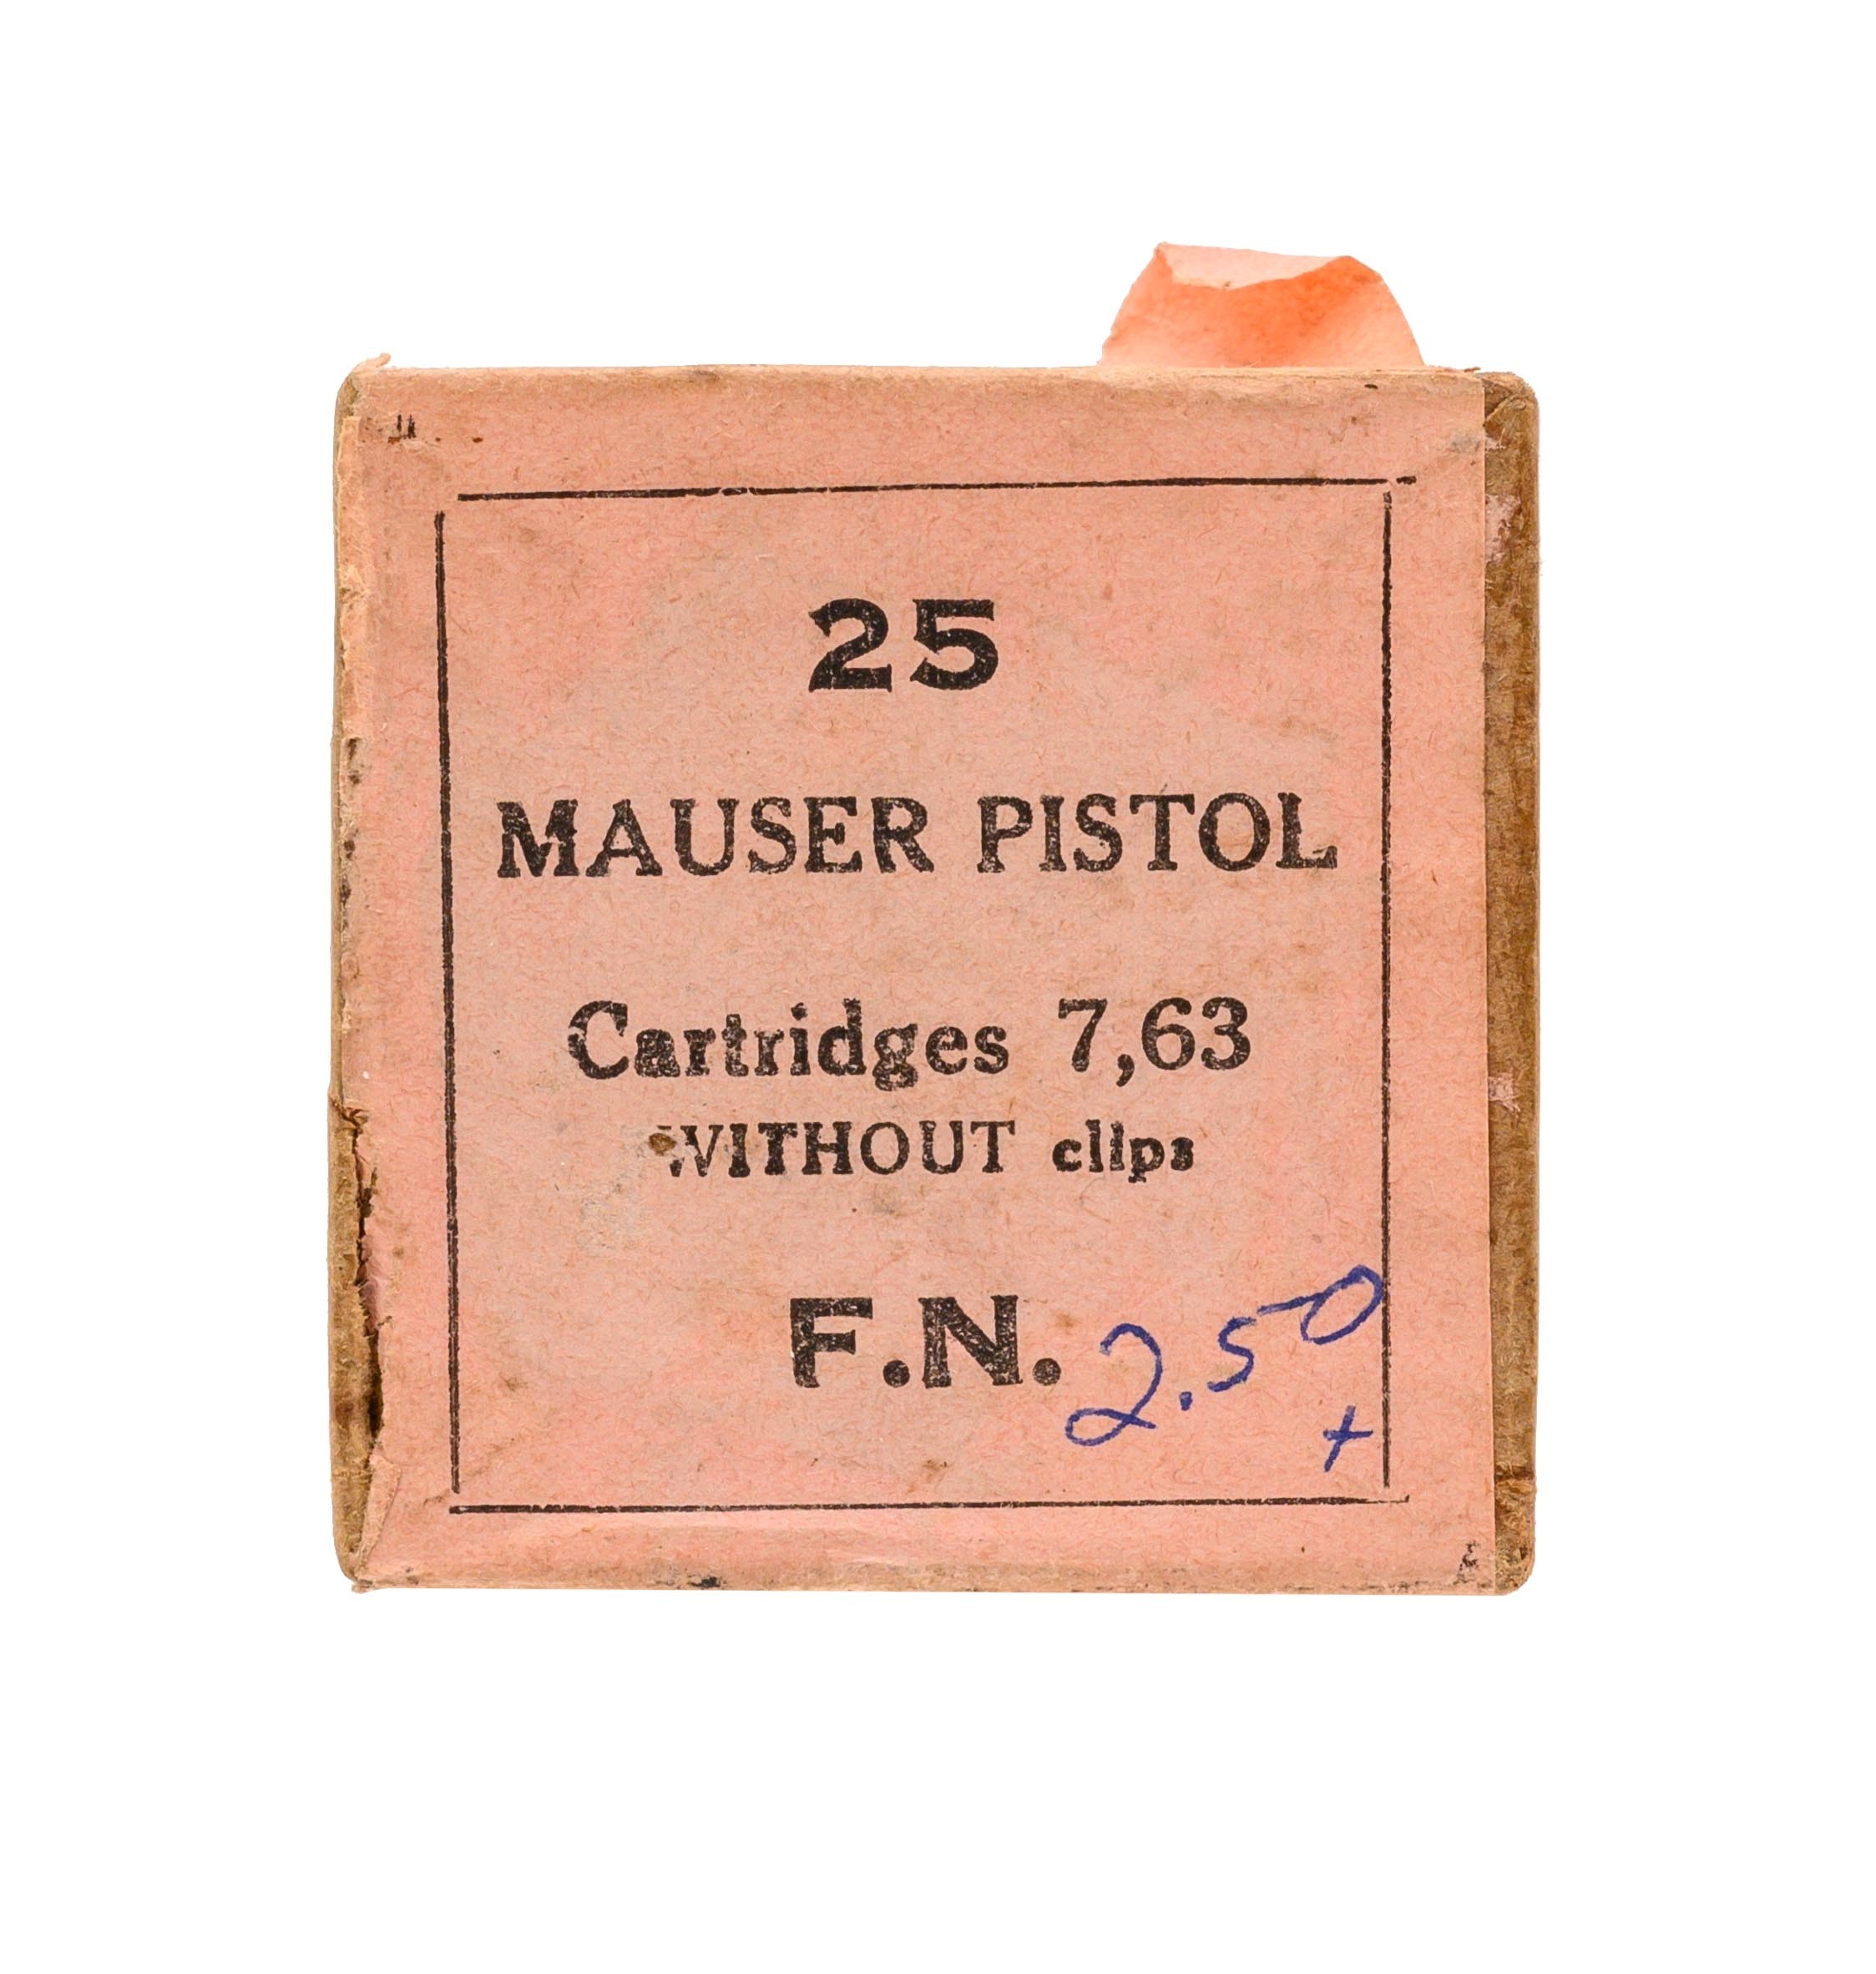 25
MAUSER PISTOL
Cartridges 7,63
WITHOUT clips
F.N.
2.50
+